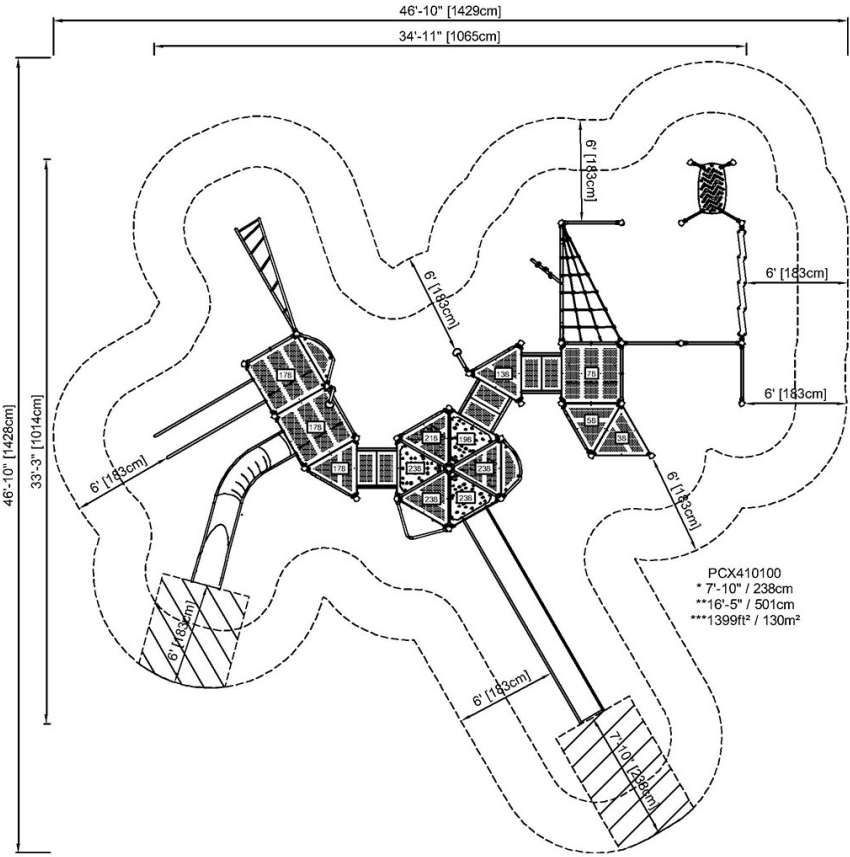 46'-10" [1429cm]
34'-11" [1065cm]
6' [183cm]
6' [183cm]
6' [183cm]
46'-10" [1428cm]
33'-3" [1014cm]
178
138
78
6' [183cm]
178
58
38
218
198
178
238
238
6' [183cm]
238
238
6' [183cm]
PCX410100
* 7'-10" / 238cm
**16'-5" / 501cm
***1399ft² / 130m²
6' [183cm]
6' [183cm]
7'-10" [238cm]